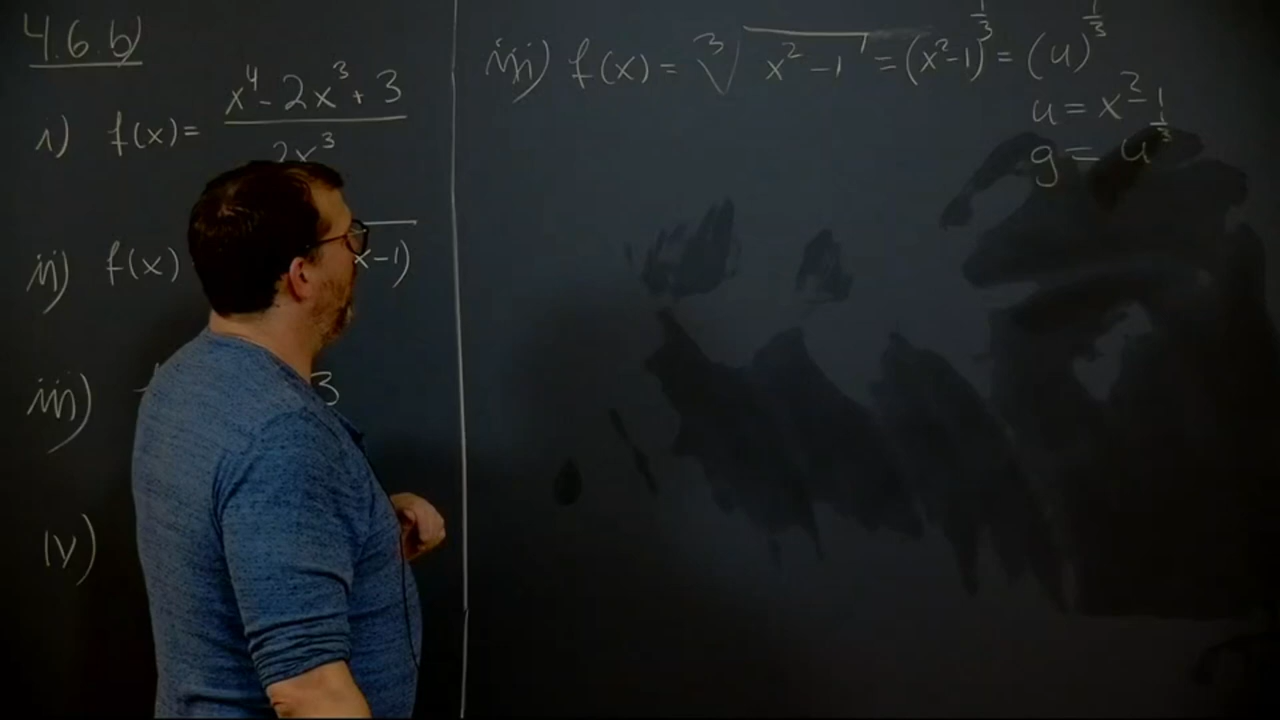 4.6.b)
i) f(x) = x⁴ - 2x³ + 3 / 2x³
ii) f(x) x-1)
iii) 3
iv)
iii) f(x) = ∛(x² - 1) = (x²-1)^1/3 = (u)^1/3
u = x² - 1
g = u^1/3